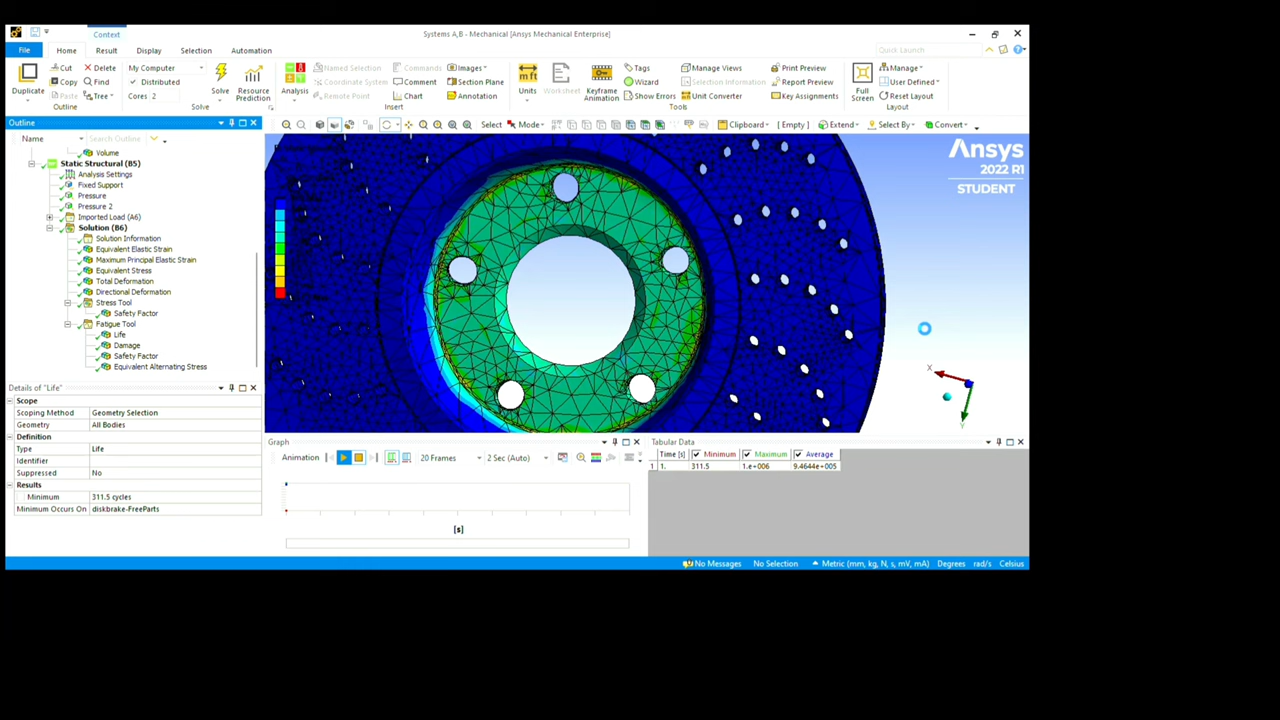 Context
Systems A,B - Mechanical [Ansys Mechanical Enterprise]
File Home Result Display Selection Automation Quick Launch
Cut Delete My Computer Named Selection Commands Images Tags Manage Views Print Preview Manage
Duplicate Copy Find Distributed Solve Resource Prediction Analysis Coordinate System Comment Section Plane Units Worksheet Keyframe Animation Wizard Selection Information Report Preview Full Screen User Defined
Paste Tree Cores: 2 Remote Point Chart Annotation Show Errors Unit Converter Key Assignments Reset Layout
Outline Solve Insert Tools Layout
Outline
Select Mode Clipboard [ Empty ] Extend Select By Convert
Name Search Outline
Volume
Static Structural (B5)
Analysis Settings
Fixed Support
Pressure
Pressure 2
Imported Load (A6)
Solution (B6)
Solution Information
Equivalent Elastic Strain
Maximum Principal Elastic Strain
Equivalent Stress
Total Deformation
Directional Deformation
Stress Tool
Safety Factor
Fatigue Tool
Life
Damage
Safety Factor
Equivalent Alternating Stress
Ansys
2022 R1
STUDENT
X
Y
Details of "Life"
Scope
Scoping Method Geometry Selection
Geometry All Bodies
Definition
Type Life
Identifier
Suppressed No
Results
Minimum 311.5 cycles
Minimum Occurs On diskbrake-FreeParts
Graph
Animation 20 Frames 2 Sec (Auto)
[s]
Tabular Data
Time [s] Minimum Maximum Average
1 1. 311.5 1.e+006 9.4644e+005
No Messages No Selection Metric (mm, kg, N, s, mV, mA) Degrees rad/s Celsius